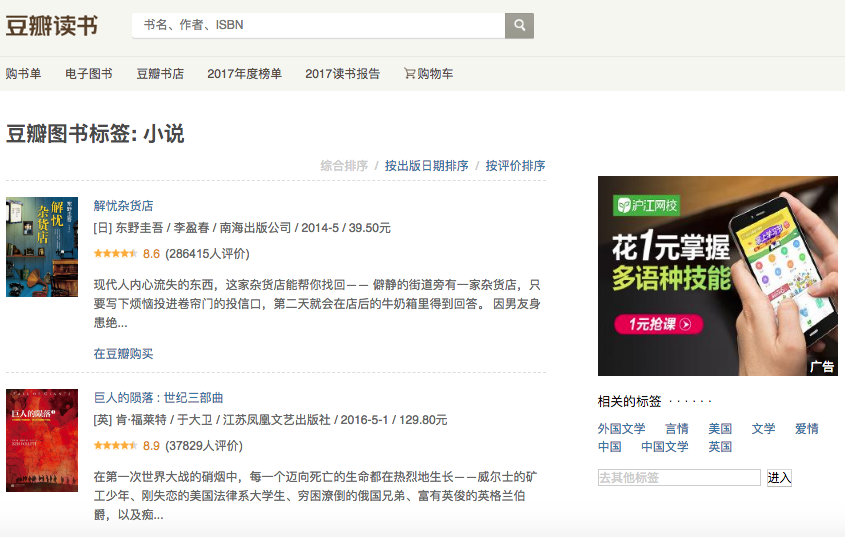 豆瓣读书
书名、作者、ISBN
购书单 电子图书 豆瓣书店 2017年度榜单 2017读书报告 购物车
豆瓣图书标签: 小说
综合排序 / 按出版日期排序 / 按评价排序
解忧
杂货店
解忧杂货店
[日] 东野圭吾 / 李盈春 / 南海出版公司 / 2014-5 / 39.50元
8.6 (286415人评价)
现代人内心流失的东西，这家杂货店能帮你找回—— 僻静的街道旁有一家杂货店，只
要写下烦恼投进卷帘门的投信口，第二天就会在店后的牛奶箱里得到回答。 因男友身
患绝...
在豆瓣购买
巨人的陨落
巨人的陨落 : 世纪三部曲
[英] 肯·福莱特 / 于大卫 / 江苏凤凰文艺出版社 / 2016-5-1 / 129.80元
8.9 (37829人评价)
在第一次世界大战的硝烟中，每一个迈向死亡的生命都在热烈地生长——威尔士的矿
工少年、刚失恋的美国法律系大学生、穷困潦倒的俄国兄弟、富有英俊的英格兰伯
爵，以及痴...
沪江网校
花1元掌握
多语种技能
1元抢课
广告
相关的标签 · · · · · ·
外国文学 言情 美国 文学 爱情
中国 中国文学 英国
去其他标签 进入